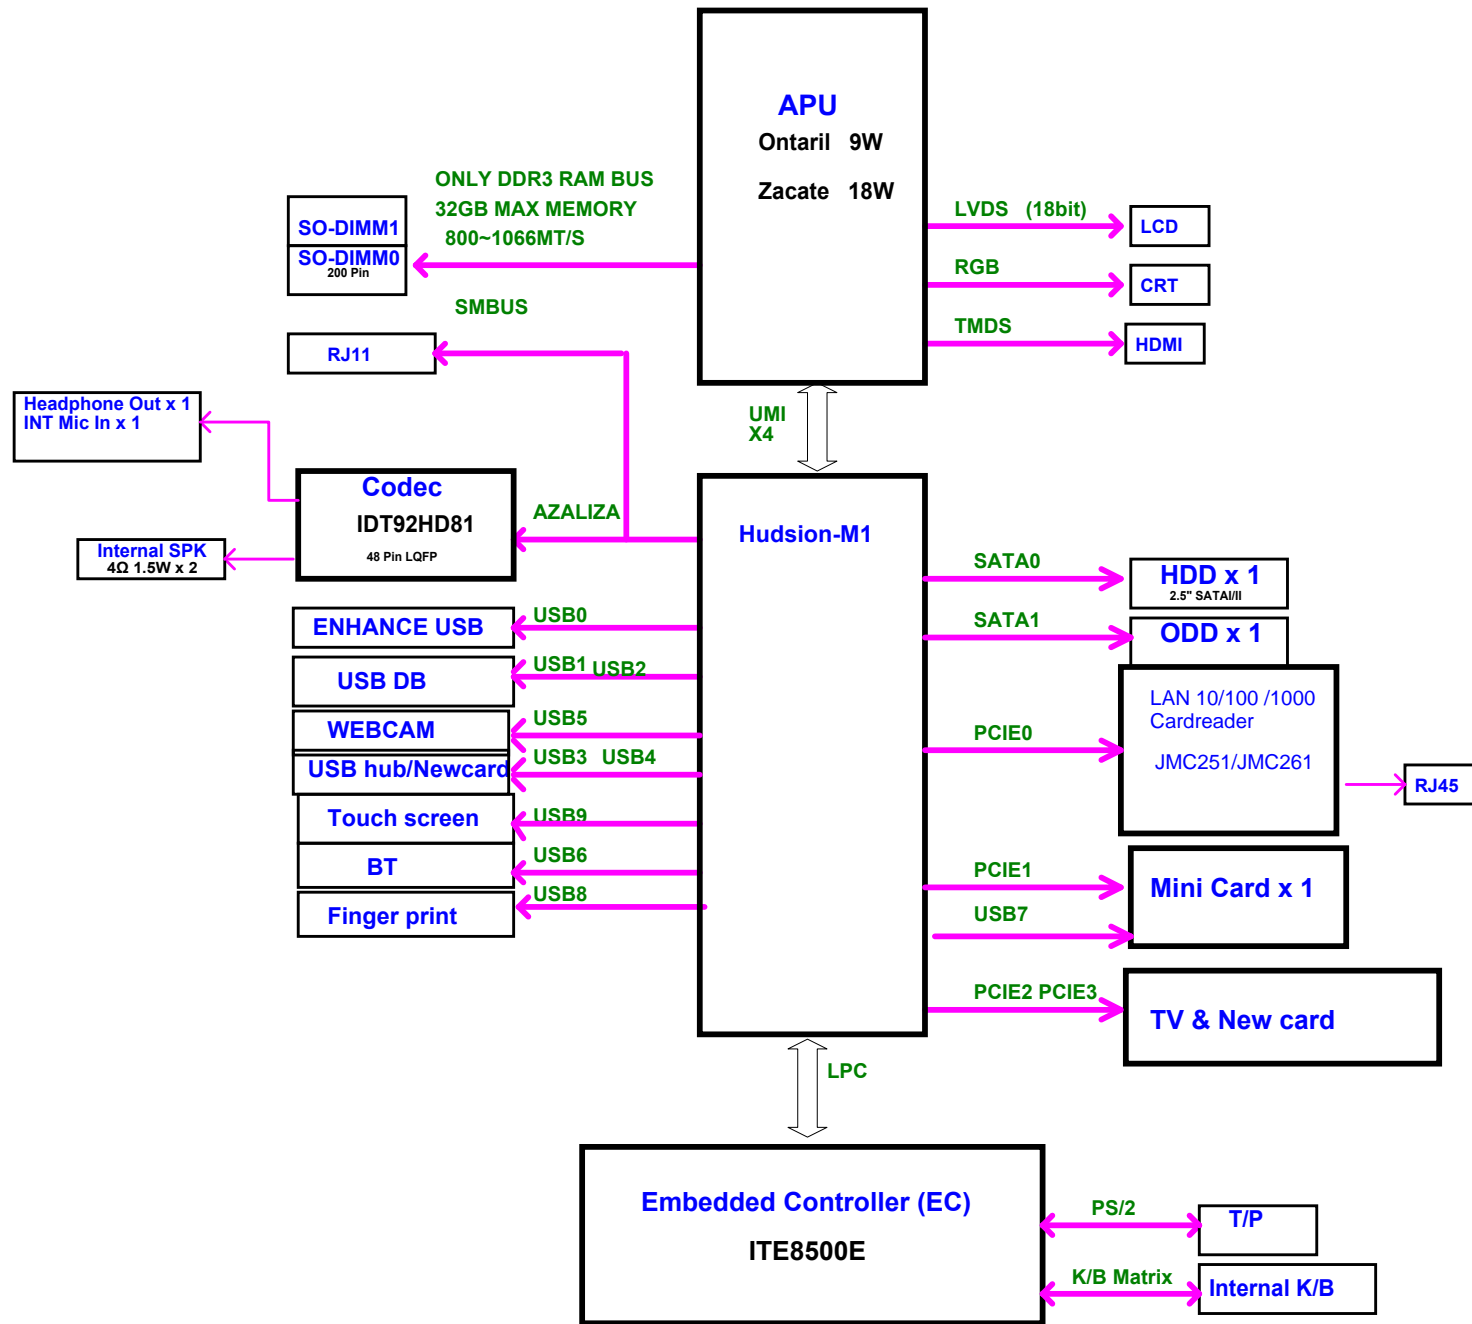 APU
Ontaril 9W
Zacate 18W
ONLY DDR3 RAM BUS
32GB MAX MEMORY
800~1066MT/S
SO-DIMM1
SO-DIMM0
200 Pin
SMBUS
RJ11
LVDS (18bit)
LCD
RGB
CRT
TMDS
HDMI
Headphone Out x 1
INT Mic In x 1
UMI
X4
Codec
IDT92HD81
48 Pin LQFP
AZALIZA
Internal SPK
4Ω 1.5W x 2
Hudsion-M1
SATA0
HDD x 1
2.5" SATAI/II
SATA1
ODD x 1
ENHANCE USB
USB0
USB DB
USB1 USB2
WEBCAM
USB5
USB hub/Newcard
USB3 USB4
Touch screen
USB9
BT
USB6
Finger print
USB8
PCIE0
LAN 10/100 /1000
Cardreader
JMC251/JMC261
RJ45
PCIE1
Mini Card x 1
USB7
PCIE2 PCIE3
TV & New card
LPC
Embedded Controller (EC)
ITE8500E
PS/2
T/P
K/B Matrix
Internal K/B